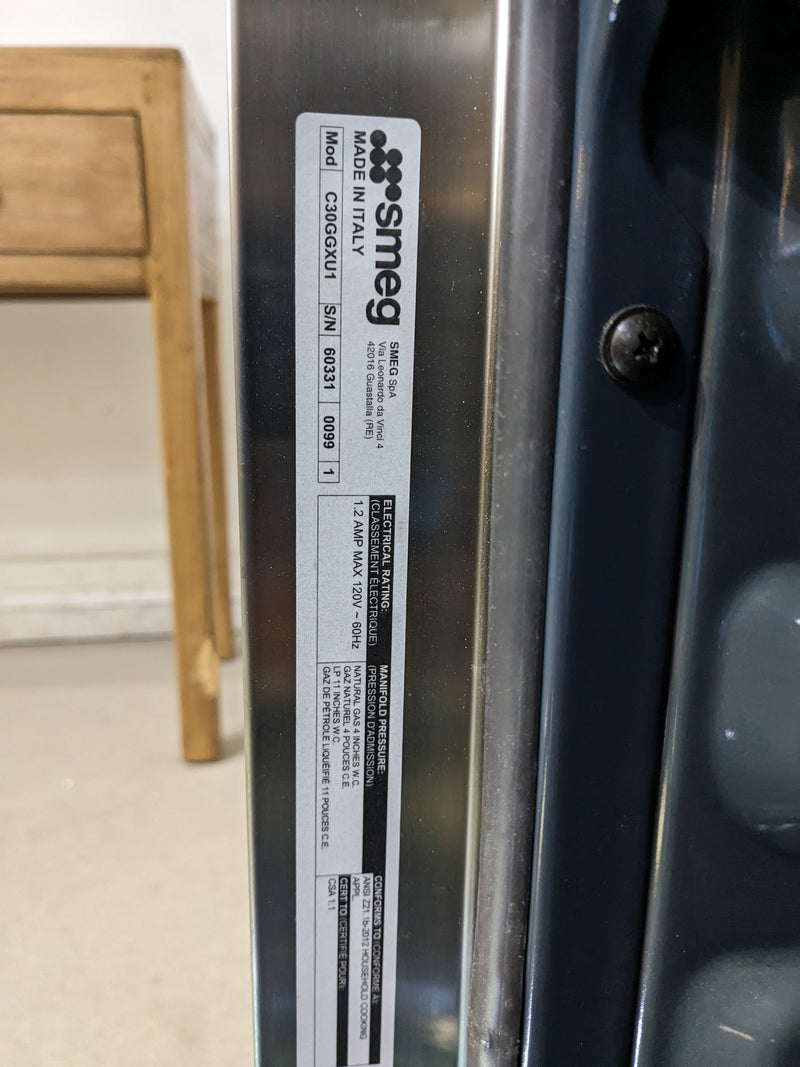 smeg
MADE IN ITALY
SMEG SpA
Via Leonardo da Vinci 4
42016 Guastalla (RE)
Mod C30GGXU1 S/N 60331 0099 1
ELECTRICAL RATING:
(CLASSEMENT ÉLECTRIQUE)
1.2 AMP MAX 120V ~ 60Hz
MANIFOLD PRESSURE:
(PRESSION D'ADMISSION)
NATURAL GAS 4 INCHES W.C.
GAZ NATUREL 4 POUCES C.E.
LP 11 INCHES W.C.
GAZ DE PÉTROLE LIQUÉIFIÉ 11 POUCES C.E.
CONFORMS TO (CONFORME À):
ANSI Z21.1b-2012 HOUSEHOLD COOKING
APPL.
CERT TO (CERTIFIÉ POUR):
CSA 1.1